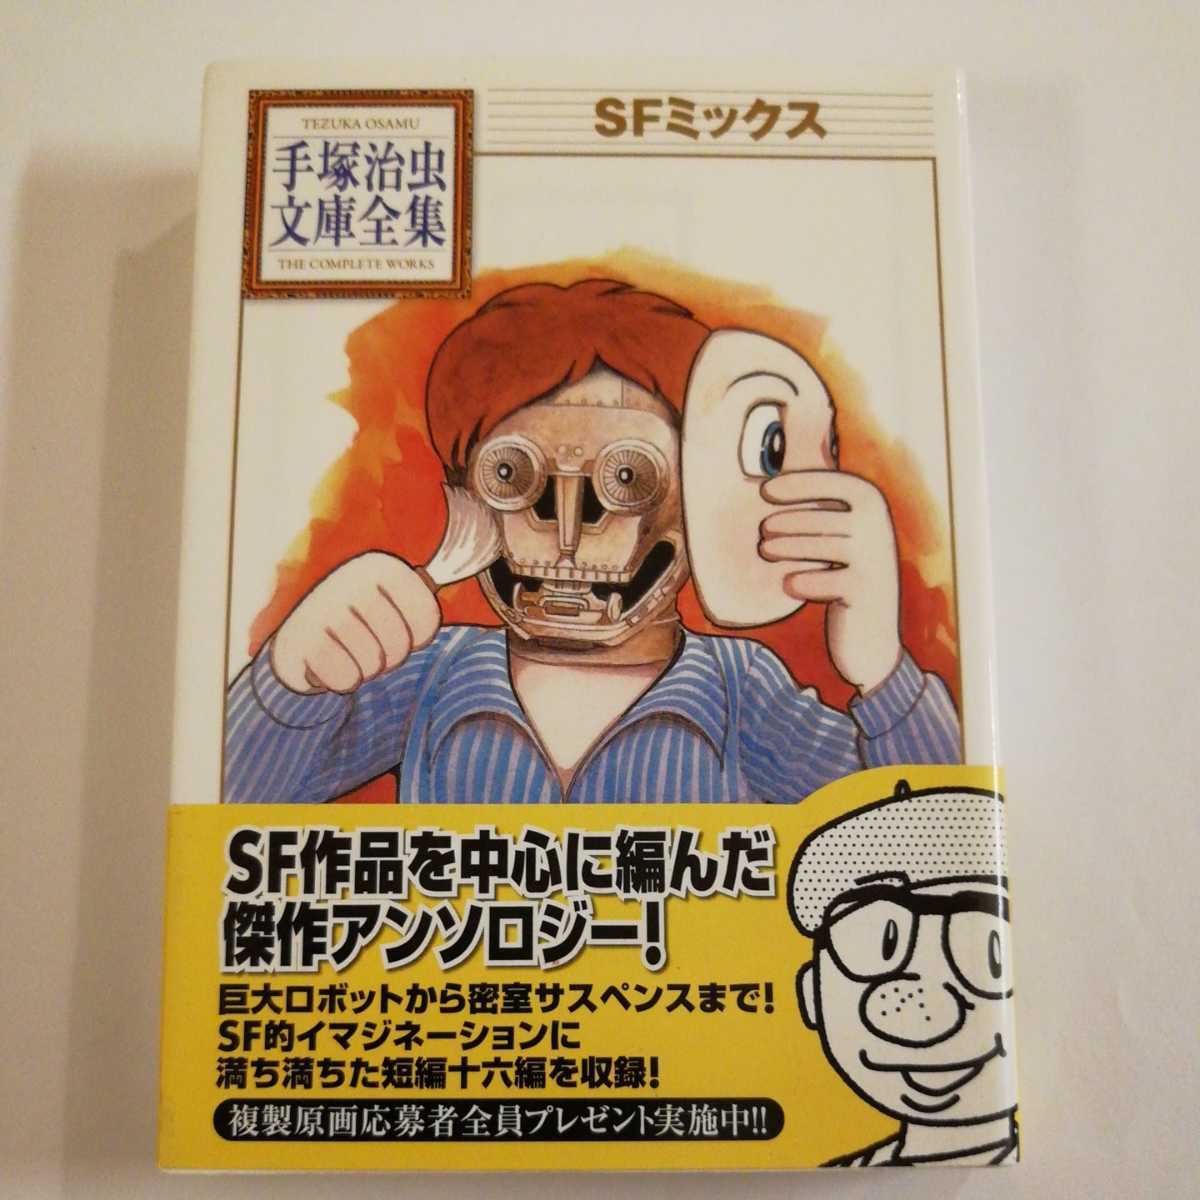 TEZUKA OSAMU
手塚治虫
文庫全集
THE COMPLETE WORKS
SFミックス
SF作品を中心に編んだ
傑作アンソロジー!
巨大ロボットから密室サスペンスまで!
SF的イマジネーションに
満ち満ちた短編十六編を収録!
複製原画応募者全員プレゼント実施中!!